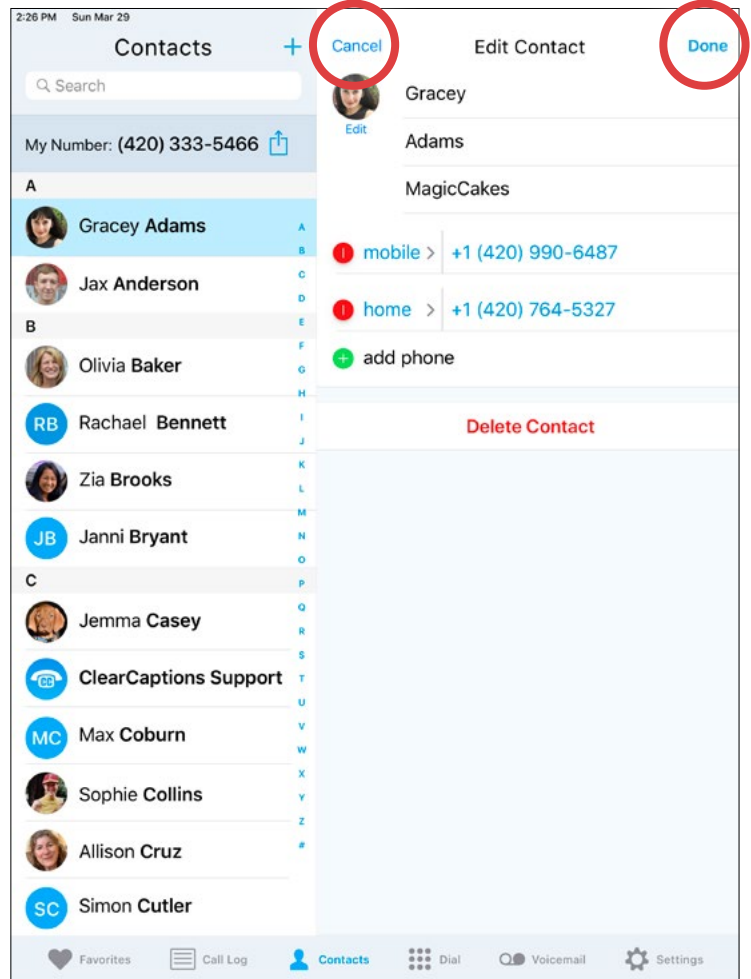 2:26 PM Sun Mar 29
Contacts +
Search
My Number: (420) 333-5466
A
Gracey Adams
Jax Anderson
B
Olivia Baker
RB Rachael Bennett
Zia Brooks
JB Janni Bryant
C
Jemma Casey
CC ClearCaptions Support
MC Max Coburn
Sophie Collins
Allison Cruz
SC Simon Cutler
A
B
C
D
E
F
G
H
I
J
K
L
M
N
O
P
Q
R
S
T
U
V
W
X
Y
Z
#
Cancel Edit Contact Done
Edit
Gracey
Adams
MagicCakes
mobile > +1 (420) 990-6487
home > +1 (420) 764-5327
+ add phone
Delete Contact
Favorites Call Log Contacts Dial Voicemail Settings